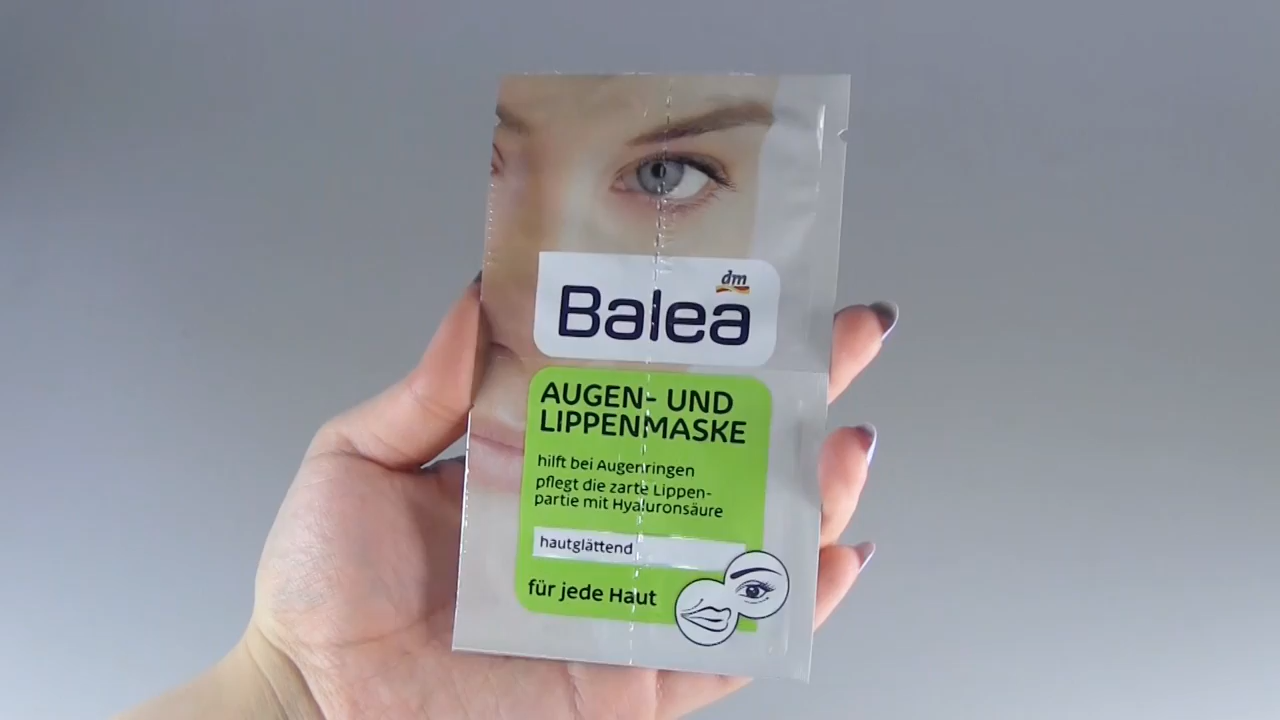 dm
Balea
AUGEN- UND
LIPPENMASKE
hilft bei Augenringen
pflegt die zarte Lippen-
partie mit Hyaluronsäure
hautglättend
für jede Haut